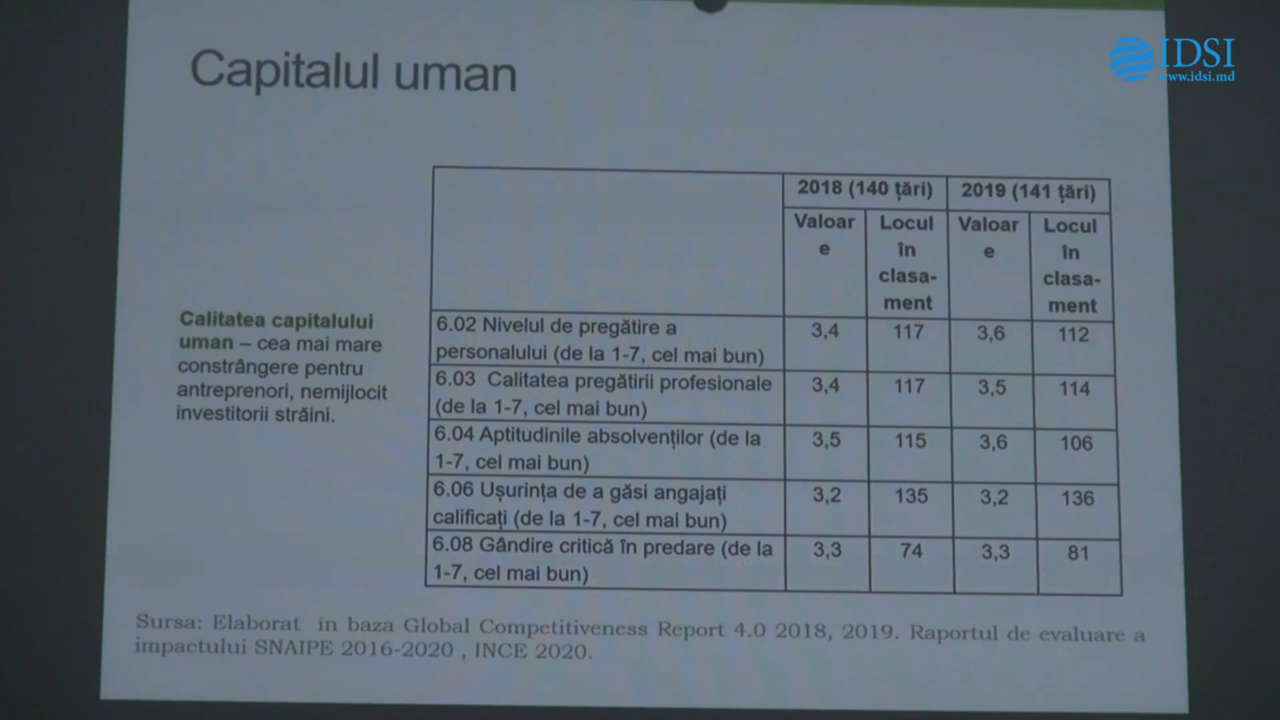 IDSI
www.idsi.md
Capitalul uman
2018 (140 țări) 2019 (141 țări)
Valoar
e
Locul
în
clasa-
ment
Valoar
e
Locul
în
clasa-
ment
Calitatea capitalului
uman – cea mai mare
constrângere pentru
antreprenori, nemijlocit
investitorii străini.
6.02 Nivelul de pregătire a
personalului (de la 1-7, cel mai bun)
3,4 117 3,6 112
6.03 Calitatea pregătirii profesionale
(de la 1-7, cel mai bun)
3,4 117 3,5 114
6.04 Aptitudinile absolvenților (de la
1-7, cel mai bun)
3,5 115 3,6 106
6.06 Ușurința de a găsi angajați
calificați (de la 1-7, cel mai bun)
3,2 135 3,2 136
6.08 Gândire critică în predare (de la
1-7, cel mai bun)
3,3 74 3,3 81
Sursa: Elaborat in baza Global Competitiveness Report 4.0 2018, 2019. Raportul de evaluare a
impactului SNAIPE 2016-2020 , INCE 2020.